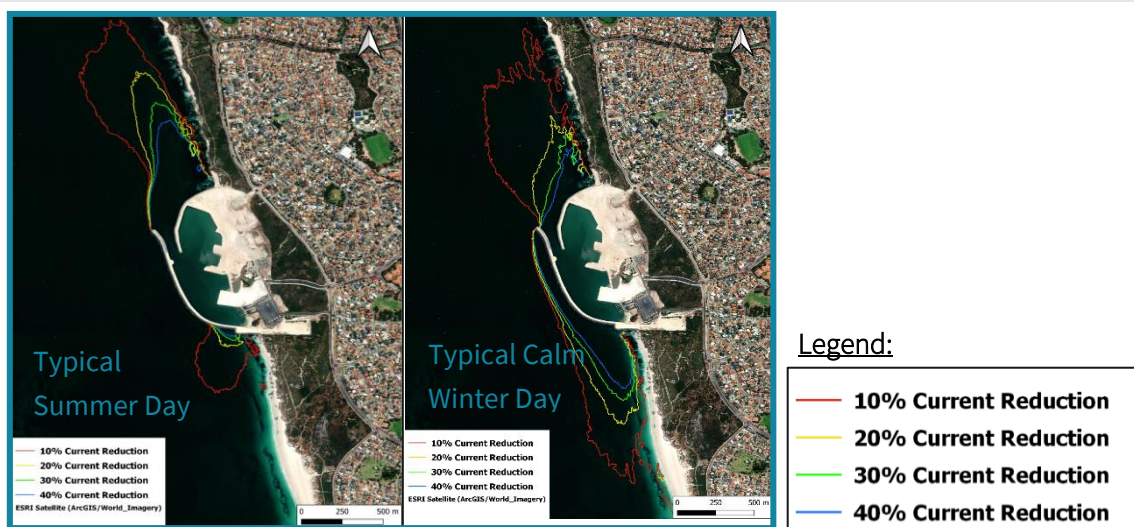 Typical
Summer Day
10% Current Reduction
20% Current Reduction
30% Current Reduction
40% Current Reduction
ESRI Satellite (ArcGIS/World_Imagery)
0 250 500 m
Typical Calm
Winter Day
10% Current Reduction
20% Current Reduction
30% Current Reduction
40% Current Reduction
ESRI Satellite (ArcGIS/World_Imagery)
0 250 500 m
Legend:
10% Current Reduction
20% Current Reduction
30% Current Reduction
40% Current Reduction